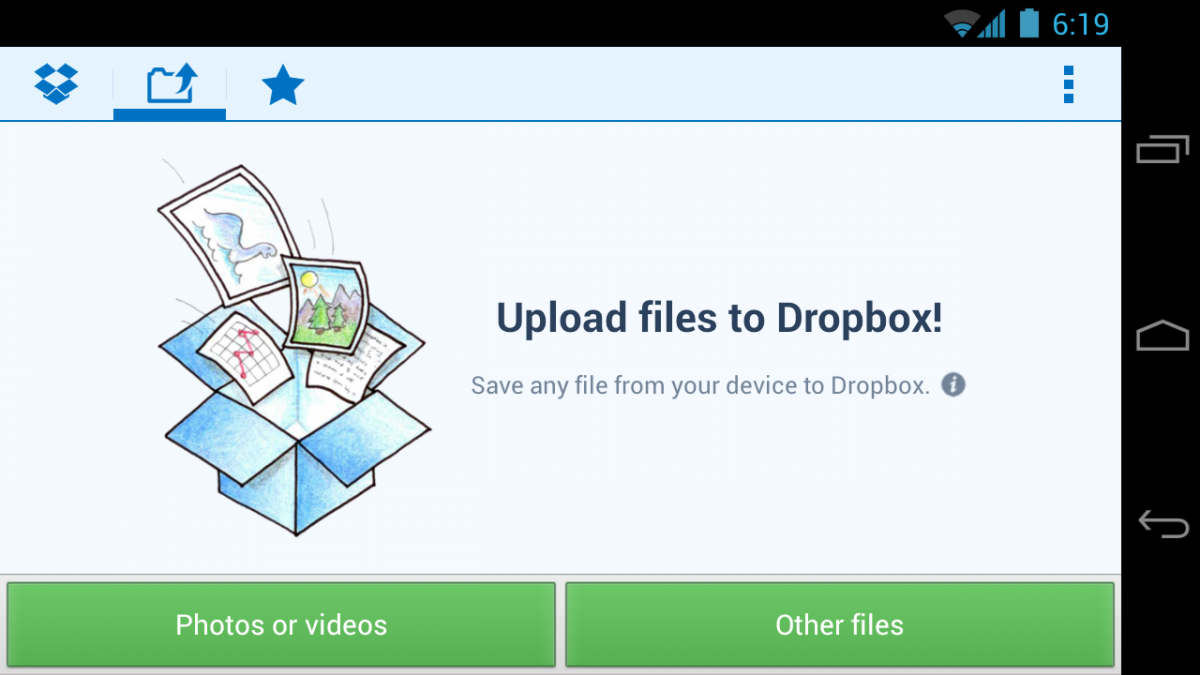 6:19
Upload files to Dropbox!
Save any file from your device to Dropbox.
Photos or videos
Other files